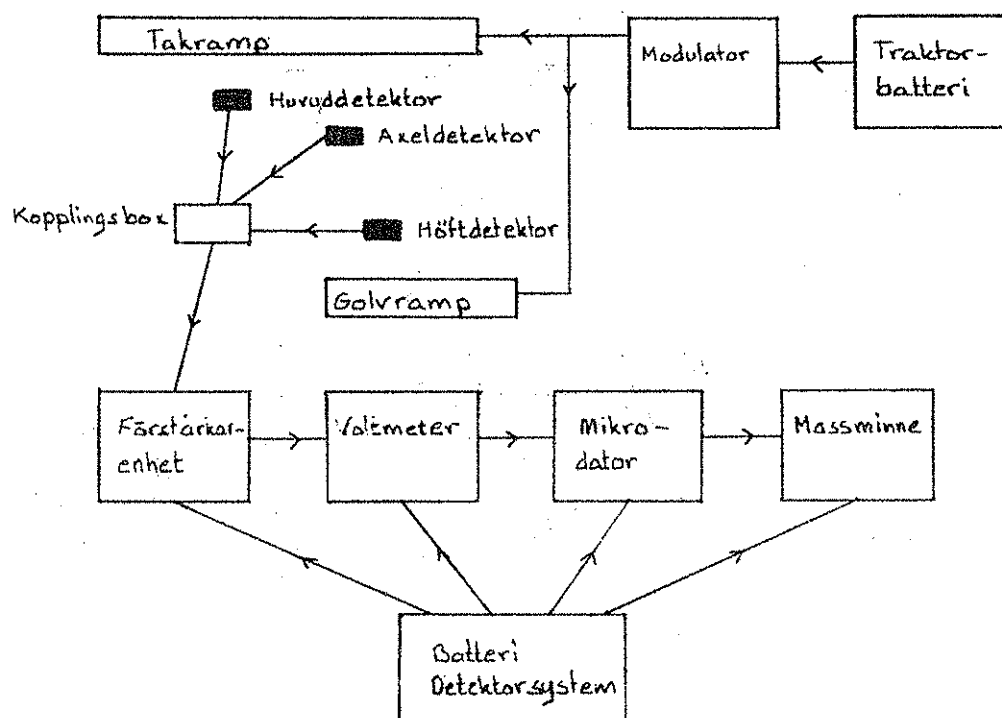 Takramp
Modulator
Traktor-
batteri
Huvuddetektor
Axeldetektor
Kopplingsbox
Höftdetektor
Golvramp
Förstärkar-
enhet
Voltmeter
Mikro-
dator
Massminne
Batteri
Detektorsystem